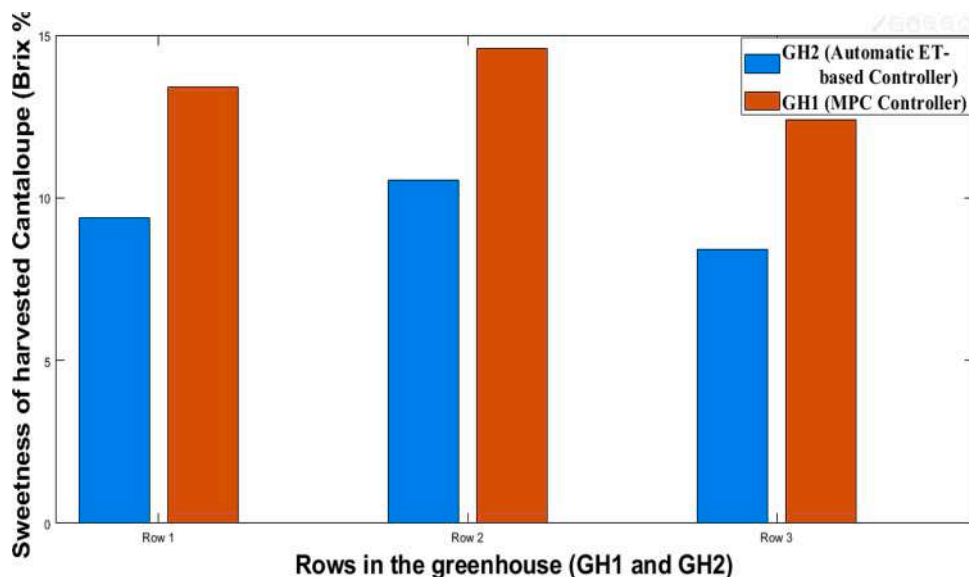 Sweetness of harvested Cantaloupe (Brix %
15
10
5
0
GH2 (Automatic ET-
based Controller)
GH1 (MPC Controller)
Row 1
Row 2
Row 3
Rows in the greenhouse (GH1 and GH2)